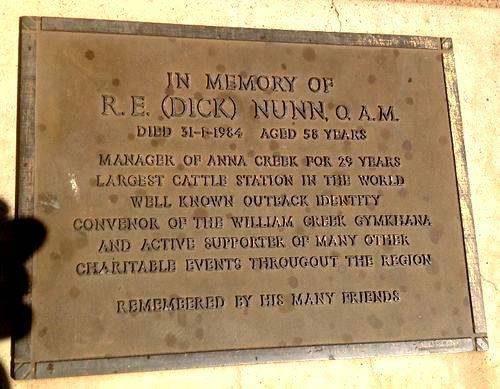 IN MEMORY OF
R.E. (DICK) NUNN, O.A.M.
DIED 31-1-1984 AGED 58 YEARS
MANAGER OF ANNA CREEK FOR 29 YEARS
LARGEST CATTLE STATION IN THE WORLD
WELL KNOWN OUTBACK IDENTITY
CONVENOR OF THE WILLIAM CREEK GYMKHANA
AND ACTIVE SUPPORTER OF MANY OTHER
CHARITABLE EVENTS THROUGOUT THE REGION
REMEMBERED BY HIS MANY FRIENDS